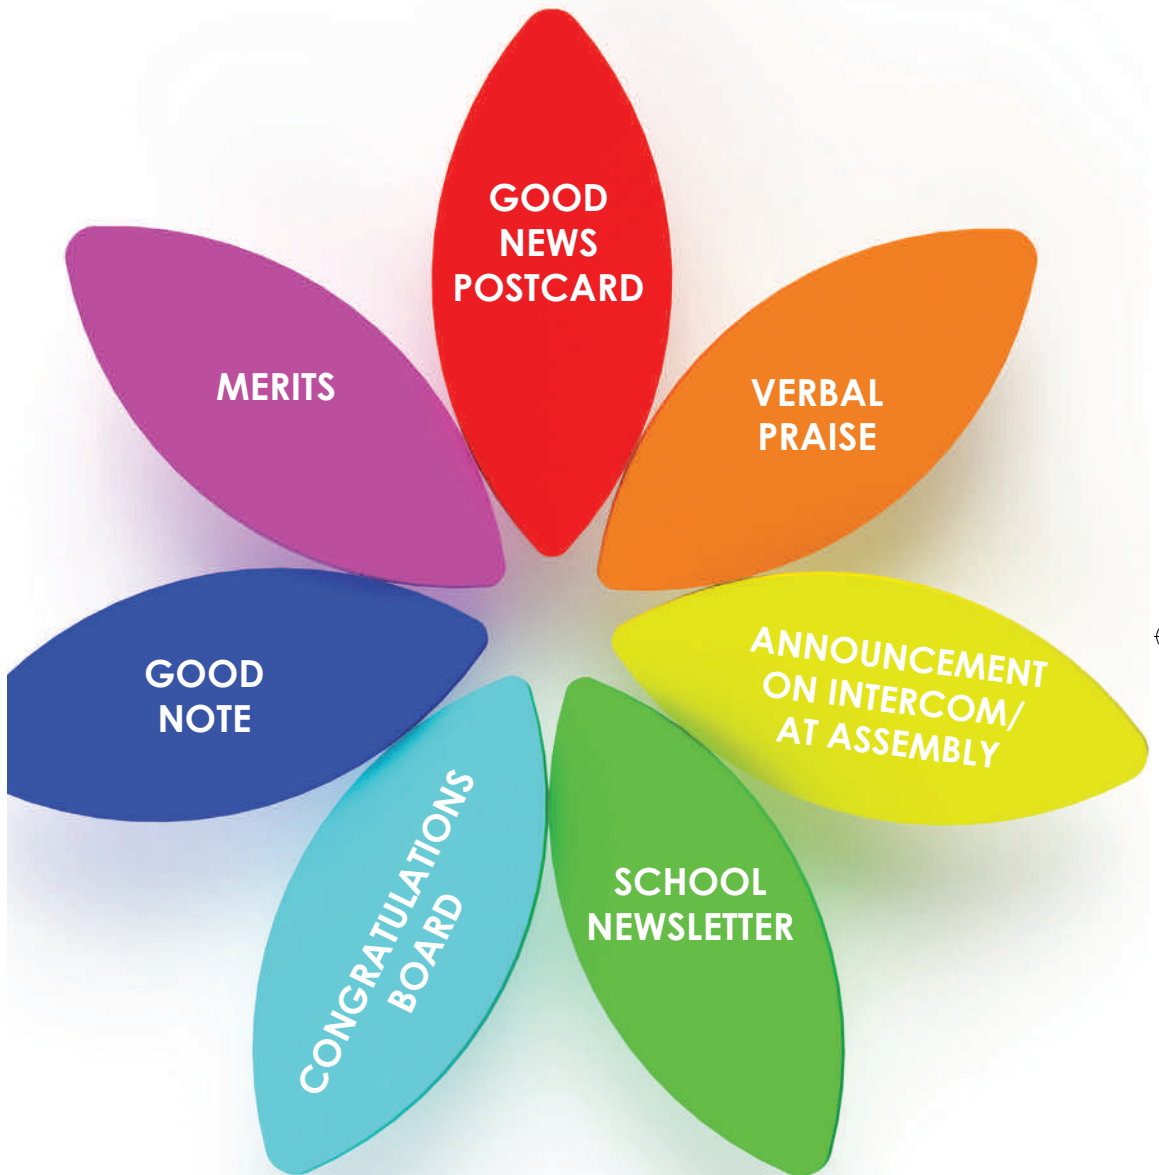 GOOD
NEWS
POSTCARD
VERBAL
PRAISE
ANNOUNCEMENT
ON INTERCOM/
AT ASSEMBLY
SCHOOL
NEWSLETTER
CONGRATULATIONS
BOARD
GOOD
NOTE
MERITS